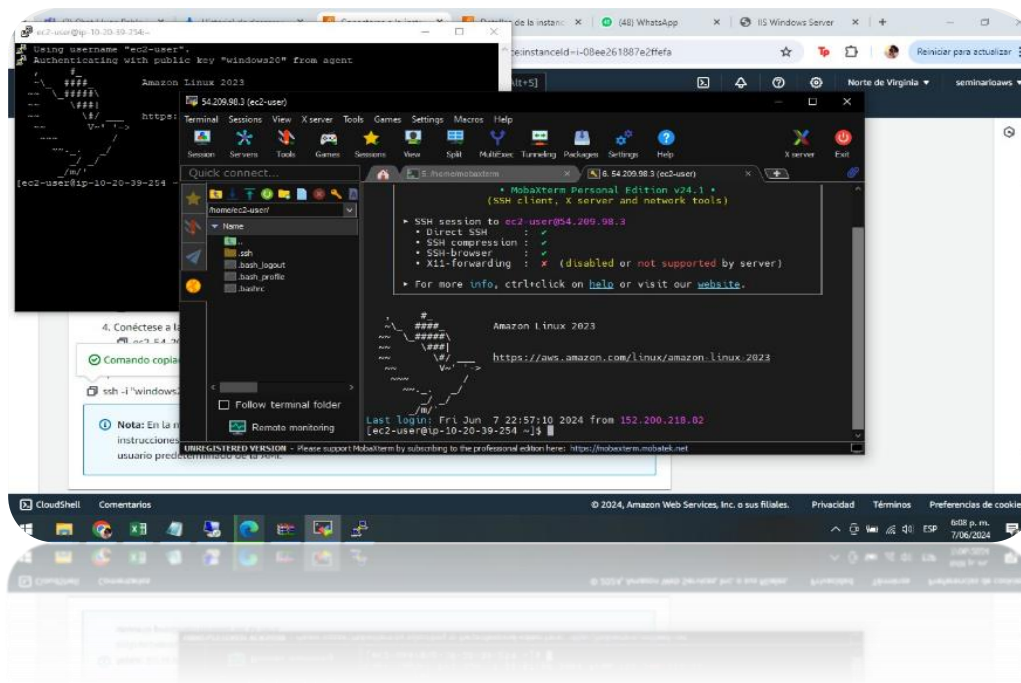 (48) WhatsApp
IIS Windows Server
ec2-user@ip-10-20-39-254:~
de la instanc
ce:instanceId=i-08ee261887e2ffefa
Reiniciar para actualizar
Using username "ec2-user".
Authenticating with public key "windows20" from agent
Amazon Linux 2023
https:
[ec2-user@ip-10-20-39-254 ~
Alt+S]
Norte de Virginia
seminarioaws
54.209.98.3 (ec2-user)
Terminal Sessions View X server Tools Games Settings Macros Help
Session Servers Tools Games Sessions View Split MultiExec Tunneling Packages Settings Help
X server Exit
Quick connect...
5. /home/mobaxterm
6. 54.209.98.3 (ec2-user)
/home/ec2-user/
Name
..
.ssh
.bash_logout
.bash_profile
.bashrc
Follow terminal folder
Remote monitoring
• MobaXterm Personal Edition v24.1 •
(SSH client, X server and network tools)
► SSH session to ec2-user@54.209.98.3
• Direct SSH : ✔
• SSH compression : ✔
• SSH-browser : ✔
• X11-forwarding : ✘ (disabled or not supported by server)
► For more info, ctrl+click on help or visit our website.
Amazon Linux 2023
https://aws.amazon.com/linux/amazon-linux-2023
Last login: Fri Jun 7 22:57:10 2024 from 152.200.218.82
[ec2-user@ip-10-20-39-254 ~]$
UNREGISTERED VERSION - Please support MobaXterm by subscribing to the professional edition here: https://mobaxterm.mobatek.net
4. Conéctese a la
Comando copia
ssh -i "windows2
Nota: En la m
instrucciones
usuario predeterminado de la AMI.
CloudShell Comentarios
© 2024, Amazon Web Services, Inc. o sus filiales. Privacidad Términos Preferencias de cookie
ESP
6:08 p. m.
7/06/2024